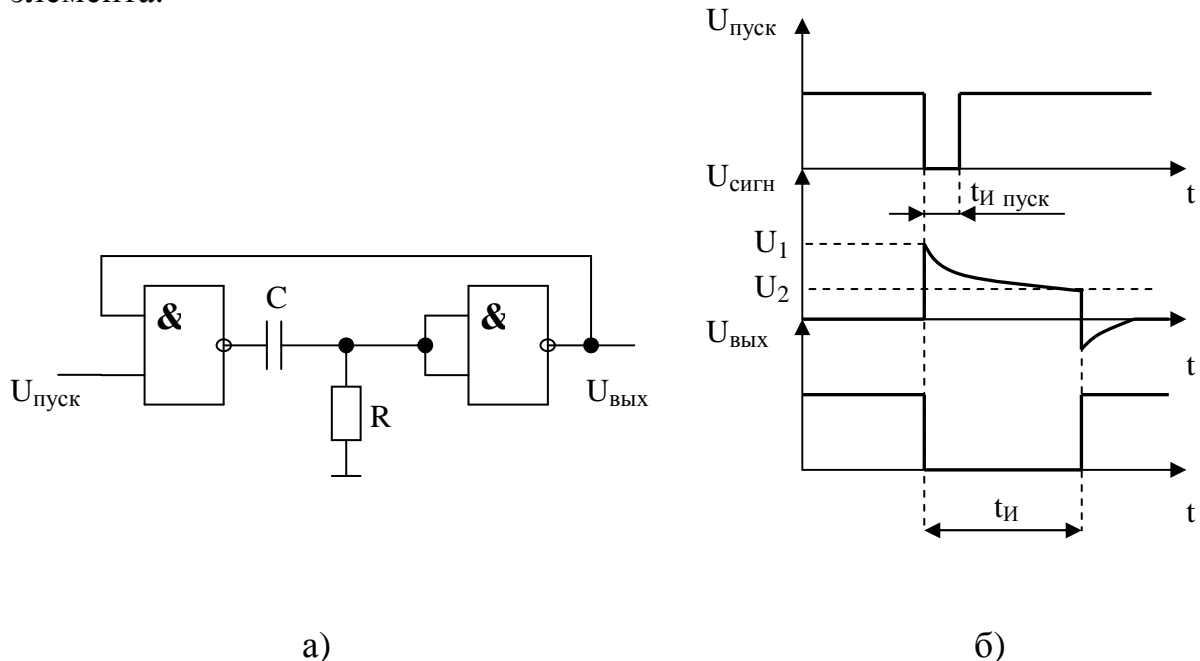 элемента.
Uпуск
t
Uсигн
tИ пуск
U1
U2
t
Uвых
t
tИ
&
C
&
Uпуск
R
Uвых
а)
б)